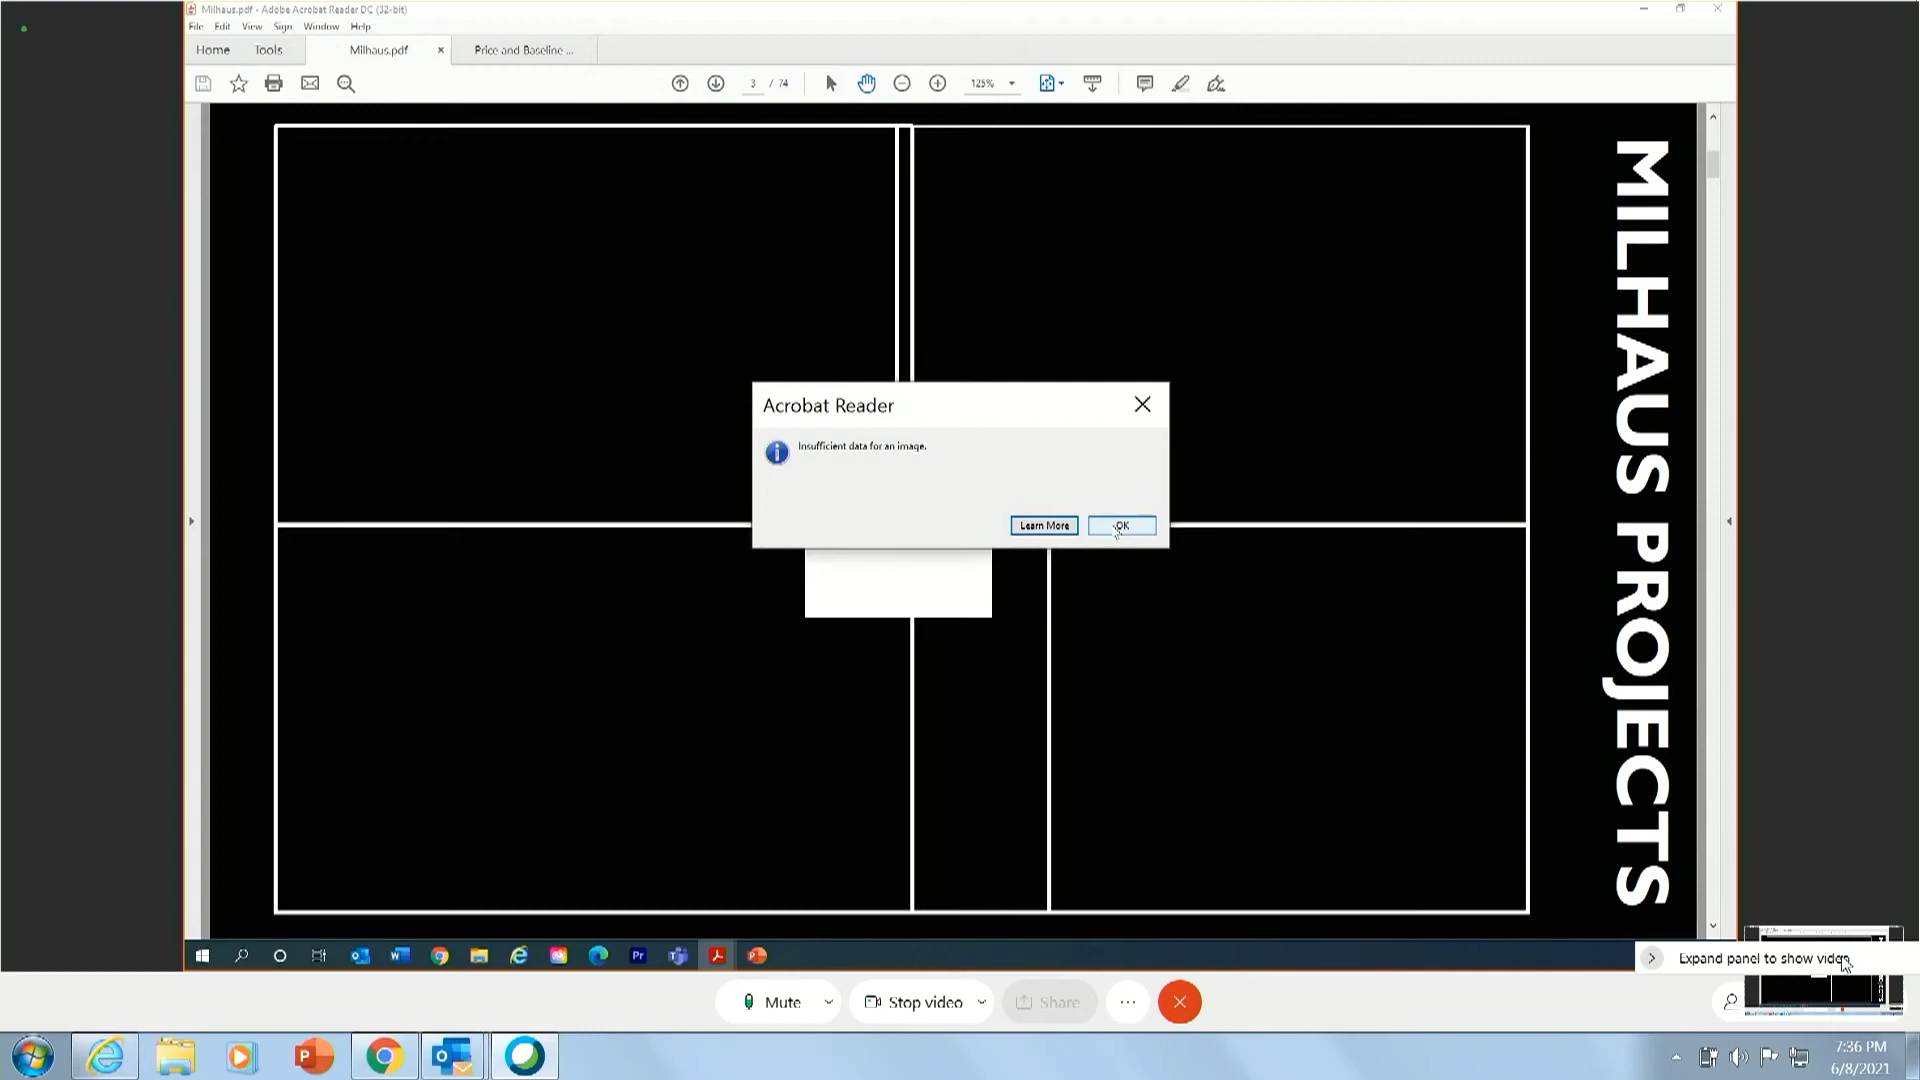 Milhaus.pdf - Adobe Acrobat Reader DC (32-bit)
File Edit View Sign Window Help
Home Tools Milhaus.pdf × Price and Baseline ...
3 / 74 125%
MILHAUS PROJECTS
Acrobat Reader
Insufficient data for an image.
Learn More OK
Pr
Expand panel to show video
Mute Stop video Share
7:36 PM
6/8/2021